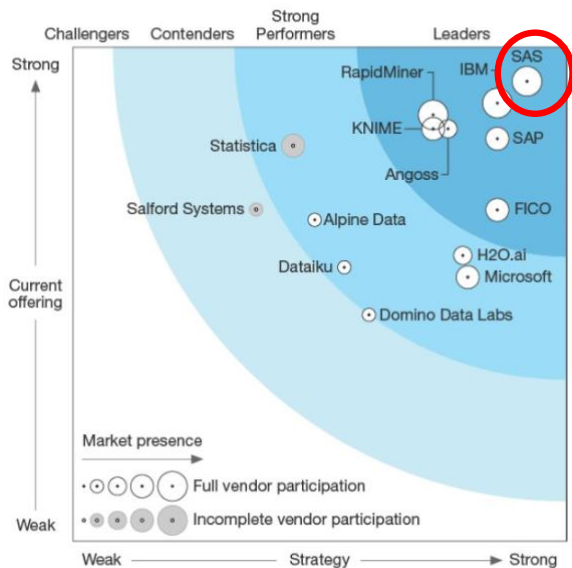 Challengers Contenders Strong Performers Leaders
Strong
SAS
IBM
RapidMiner
KNIME
SAP
Statistica
Angoss
Salford Systems
FICO
Alpine Data
H2O.ai
Dataiku
Microsoft
Current offering
Domino Data Labs
Market presence
Full vendor participation
Incomplete vendor participation
Weak
Weak Strategy Strong